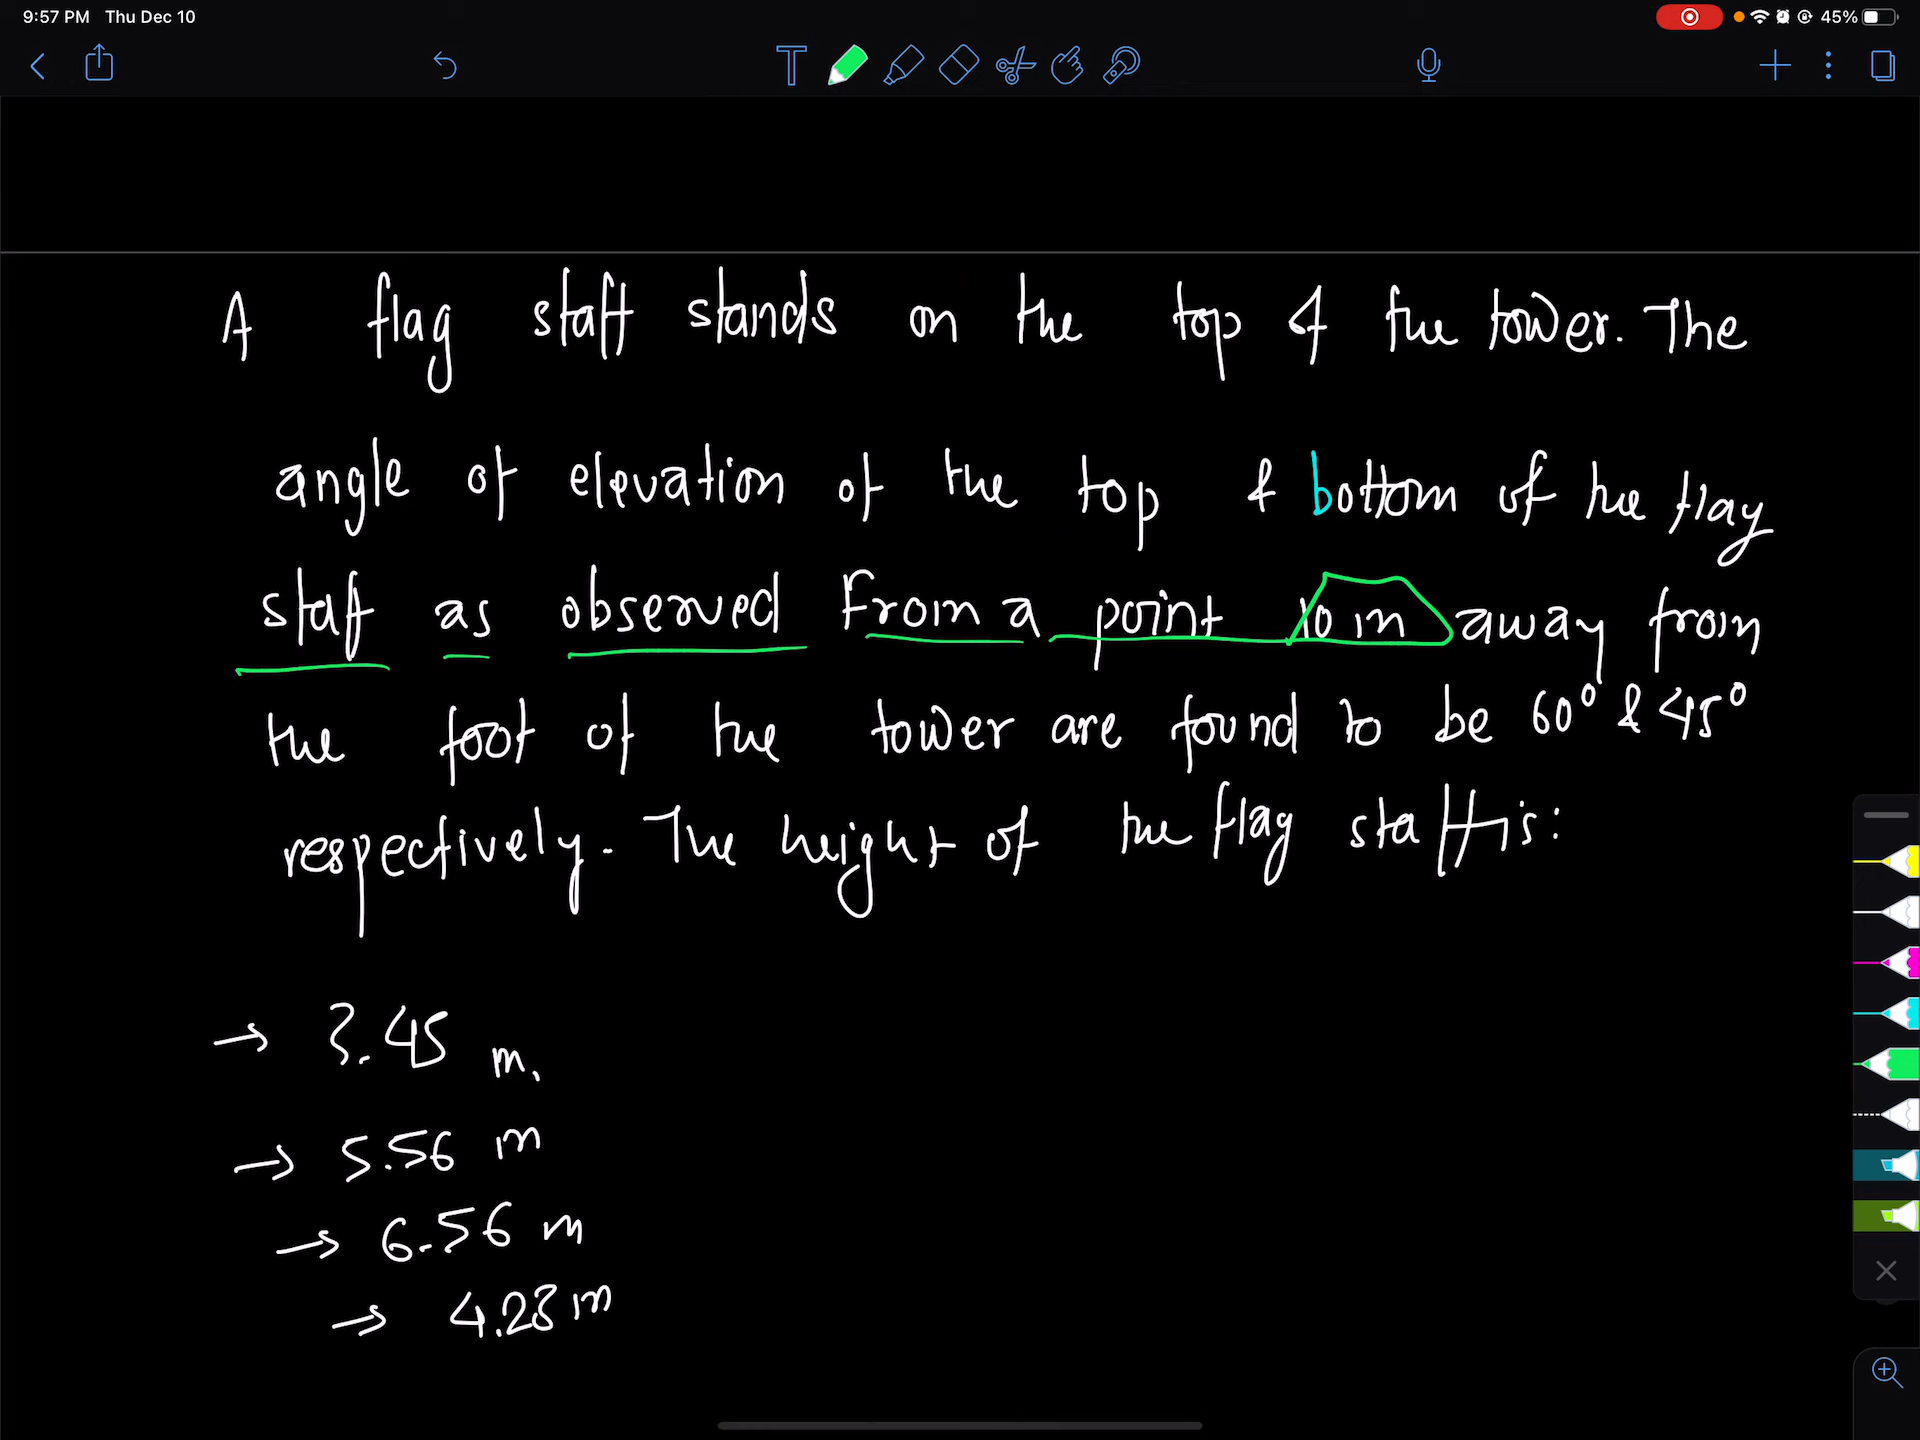 9:57 PM Thu Dec 10 45%
T
A flag staff stands on the top of the tower. The
angle of elevation of the top & bottom of the flag
staff as observed From a point 10 m away from
the foot of the tower are found to be 60° & 45°
respectively. The height of the flag staff is:
→ 3.45 m.
→ 5.56 m
→ 6.56 m
→ 4.28 m